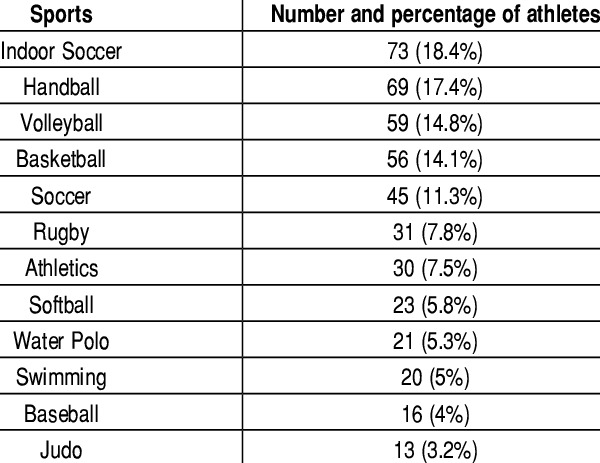 Sports Number and percentage of athletes
Indoor Soccer 73 (18.4%)
Handball 69 (17.4%)
Volleyball 59 (14.8%)
Basketball 56 (14.1%)
Soccer 45 (11.3%)
Rugby 31 (7.8%)
Athletics 30 (7.5%)
Softball 23 (5.8%)
Water Polo 21 (5.3%)
Swimming 20 (5%)
Baseball 16 (4%)
Judo 13 (3.2%)